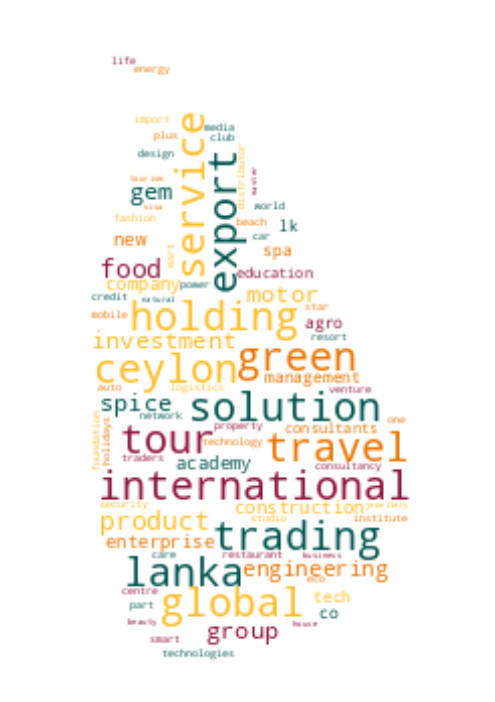 life
energy
import
plus
media
club
service
export
design
distributor
tourism
master
gem
visa
world
fashion
beach
lk
new
car
mart
spa
food
education
company
power
credit
natural
motor
mobile
holding
star
agro
investment
resort
green
ceylon
management
auto
logistics
venture
spice
solution
network
foundation
holidays
property
one
consultants
tour
technology
travel
traders
academy
consultancy
international
security
construction
jewellery
product
studio
institute
trading
enterprise
care
restaurant
business
lanka
engineering
eco
centre
tech
part
global
co
beauty
house
group
smart
technologies